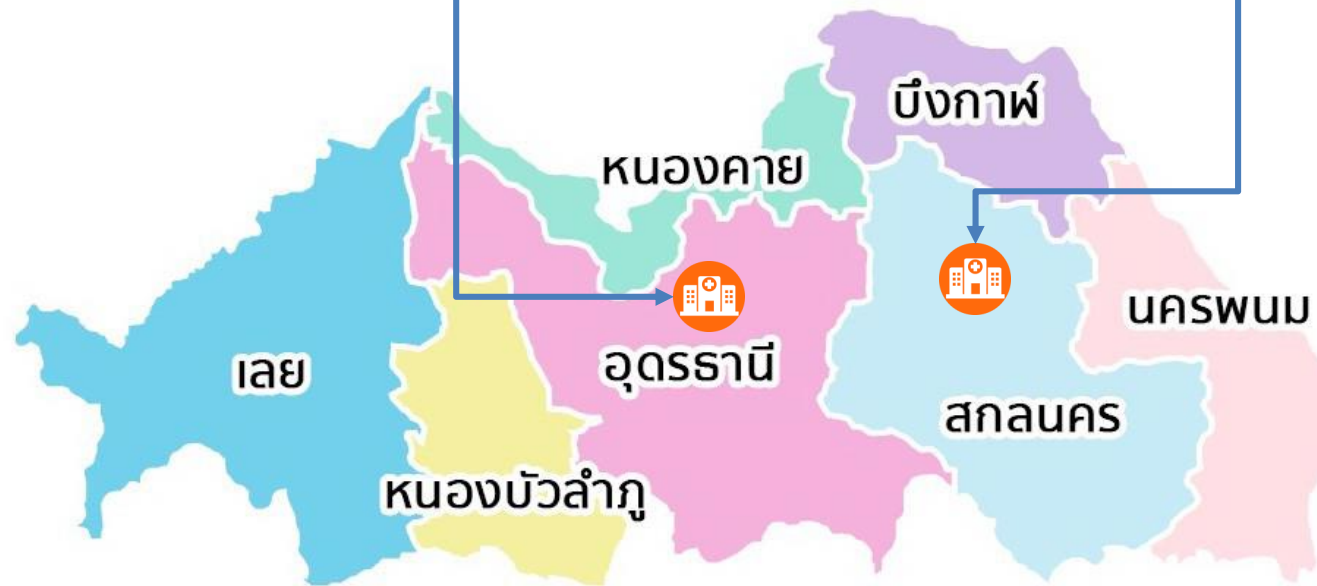 บึงกาฬ
หนองคาย
นครพนม
เลย
อุดรธานี
สกลนคร
หนองบัวลำภู